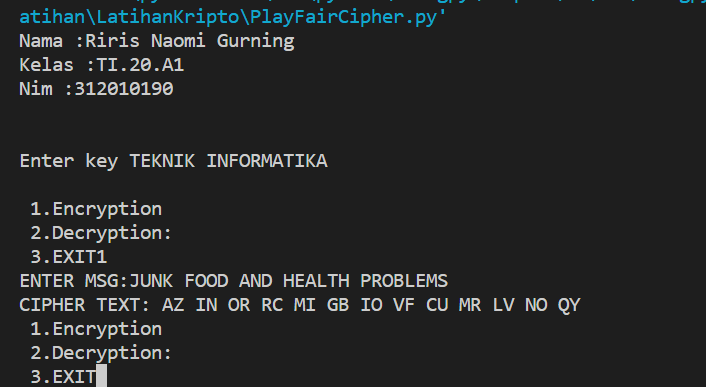 atihan\LatihanKripto\PlayFairCipher.py'
Nama :Riris Naomi Gurning
Kelas :TI.20.A1
Nim :312010190
Enter key TEKNIK INFORMATIKA
1.Encryption
2.Decryption:
3.EXIT1
ENTER MSG:JUNK FOOD AND HEALTH PROBLEMS
CIPHER TEXT: AZ IN OR RC MI GB IO VF CU MR LV NO QY
1.Encryption
2.Decryption:
3.EXIT